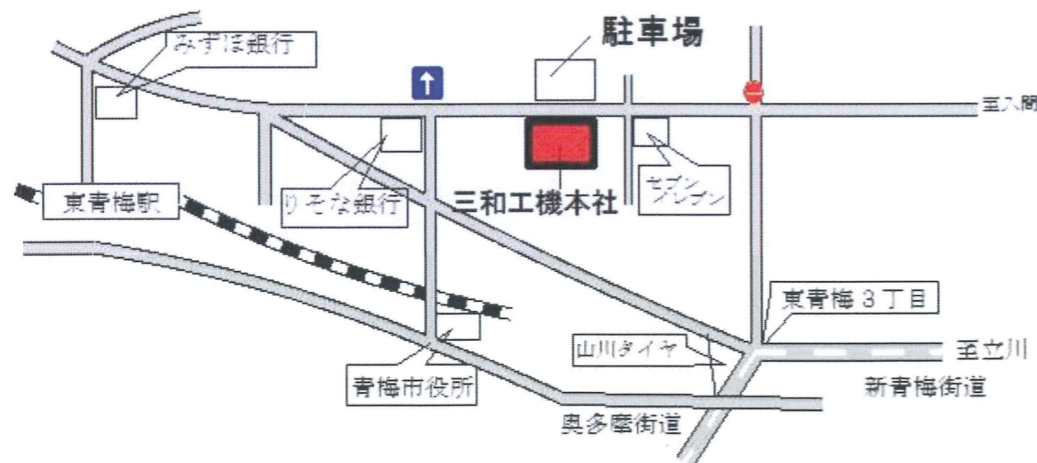 駐車場
みずほ銀行
至入間
セブン
イレブン
東青梅駅
りそな銀行
三和工機本社
東青梅3丁目
山川タイヤ
至立川
青梅市役所
新青梅街道
奥多摩街道